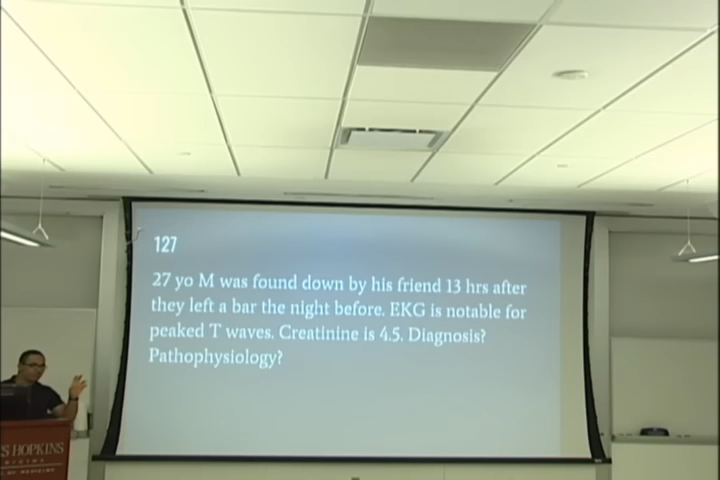 127
27 yo M was found down by his friend 13 hrs after
they left a bar the night before. EKG is notable for
peaked T waves. Creatinine is 4.5. Diagnosis?
Pathophysiology?
HOPKINS